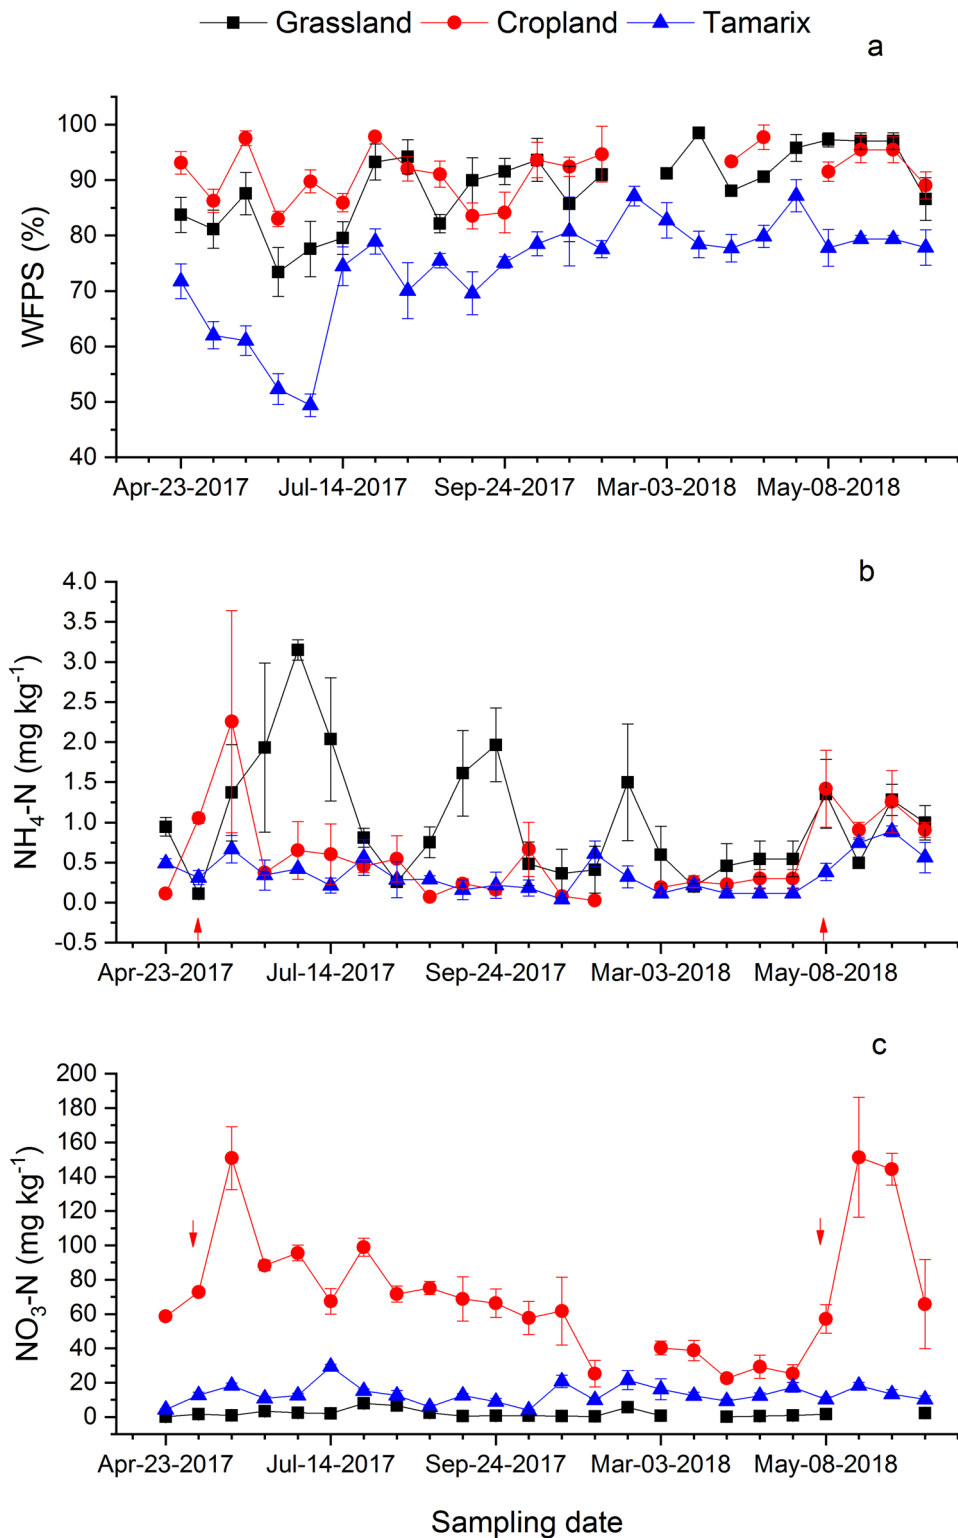 Grassland Cropland Tamarix
a
WFPS (%)
100
90
80
70
60
50
40
Apr-23-2017 Jul-14-2017 Sep-24-2017 Mar-03-2018 May-08-2018
b
NH₄-N (mg kg⁻¹)
4.0
3.5
3.0
2.5
2.0
1.5
1.0
0.5
0.0
-0.5
Apr-23-2017 Jul-14-2017 Sep-24-2017 Mar-03-2018 May-08-2018
c
NO₃-N (mg kg⁻¹)
200
180
160
140
120
100
80
60
40
20
0
Apr-23-2017 Jul-14-2017 Sep-24-2017 Mar-03-2018 May-08-2018
Sampling date